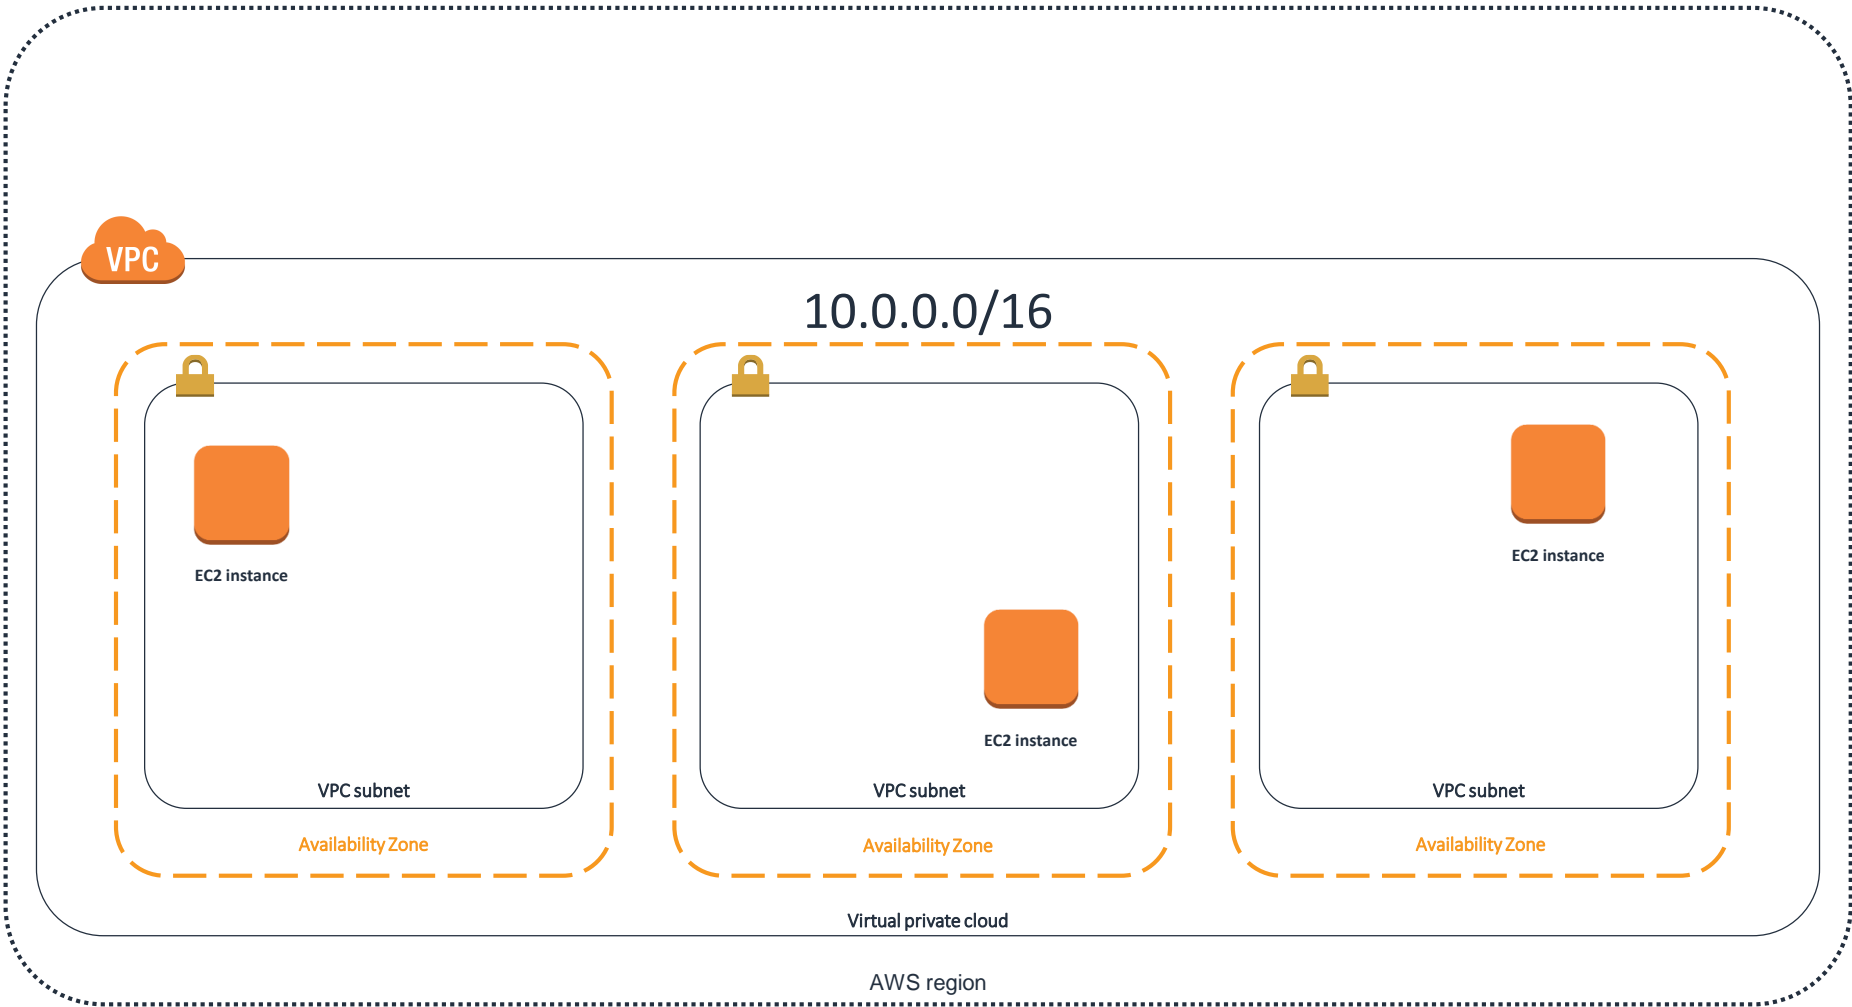 VPC
10.0.0.0/16
EC2 instance
EC2 instance
EC2 instance
VPC subnet
VPC subnet
VPC subnet
Availability Zone
Availability Zone
Availability Zone
Virtual private cloud
AWS region